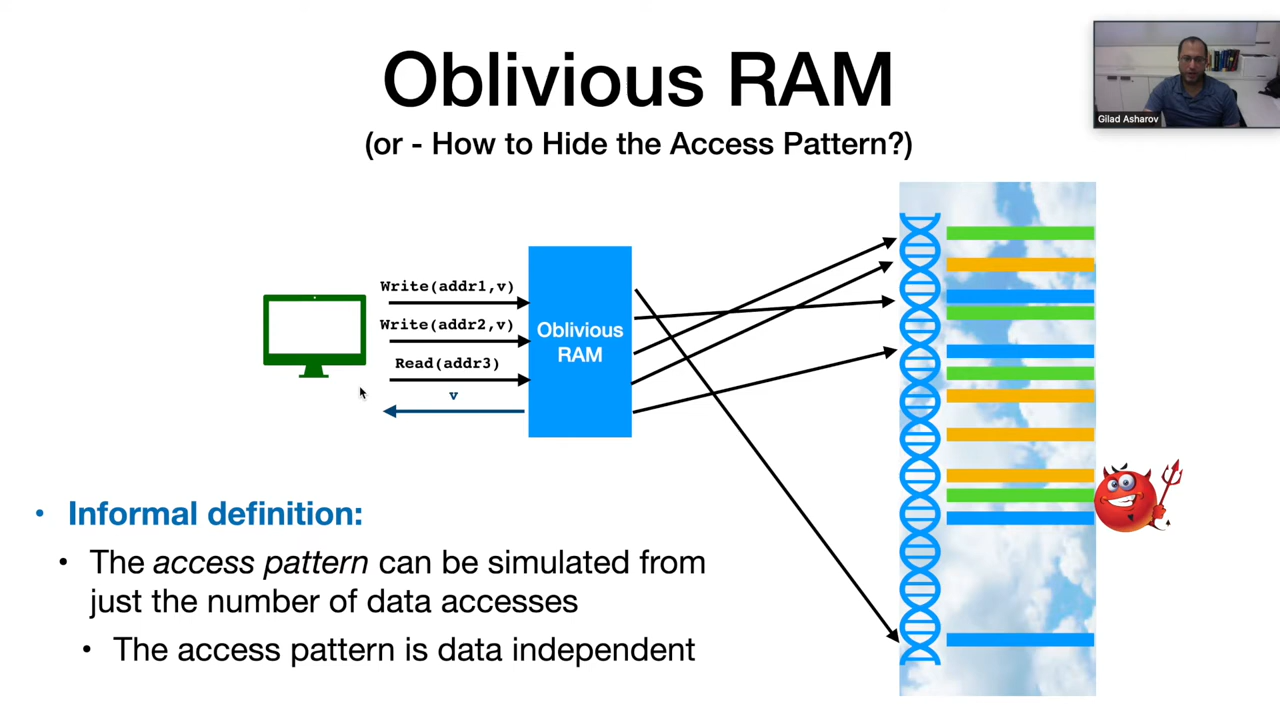 Oblivious RAM
(or - How to Hide the Access Pattern?)
Gilad Asharov
Write(addr1,v)
Write(addr2,v)
Read(addr3)
v
Oblivious
RAM
• Informal definition:
• The access pattern can be simulated from
just the number of data accesses
• The access pattern is data independent